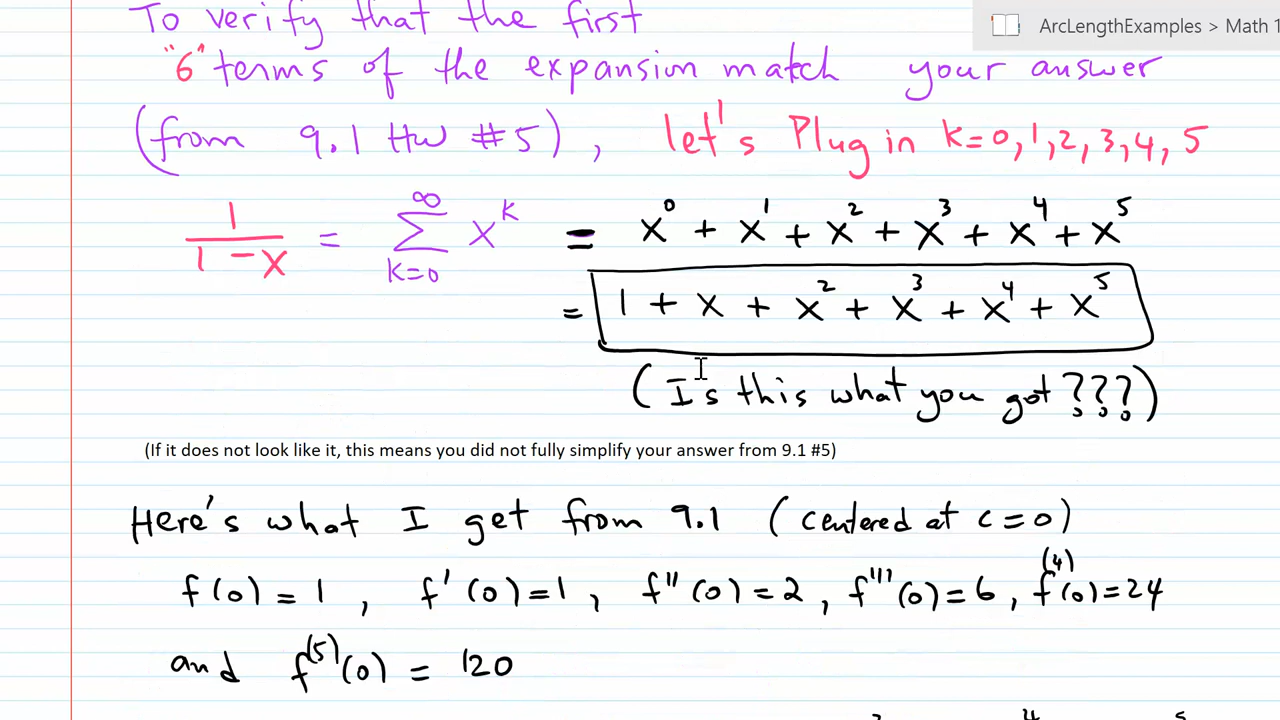 To verify that the first
ArcLengthExamples > Math 1
"6" terms of the expansion match your answer
(from 9.1 HW #5), let's Plug in k=0,1,2,3,4,5
1/(1-x) = ∑_{k=0}^{∞} x^k = x^0 + x^1 + x^2 + x^3 + x^4 + x^5
= 1 + x + x^2 + x^3 + x^4 + x^5
(Is this what you got???)
(If it does not look like it, this means you did not fully simplify your answer from 9.1 #5)
Here's what I get from 9.1 (centered at c=0)
f(0)=1, f'(0)=1, f''(0)=2, f'''(0)=6, f^(4)(0)=24
and f^(5)(0) = 120